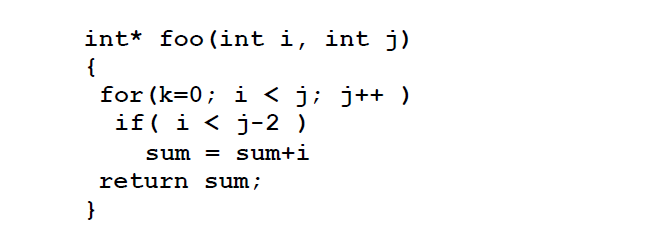 int* foo(int i, int j)
{
for(k=0; i < j; j++ )
if( i < j-2 )
sum = sum+i
return sum;
}